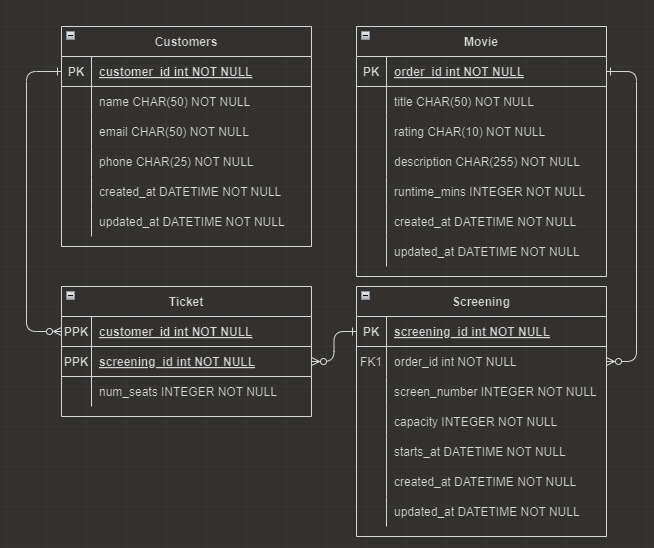 Customers
PK customer_id int NOT NULL
name CHAR(50) NOT NULL
email CHAR(50) NOT NULL
phone CHAR(25) NOT NULL
created_at DATETIME NOT NULL
updated_at DATETIME NOT NULL
Movie
PK order_id int NOT NULL
title CHAR(50) NOT NULL
rating CHAR(10) NOT NULL
description CHAR(255) NOT NULL
runtime_mins INTEGER NOT NULL
created_at DATETIME NOT NULL
updated_at DATETIME NOT NULL
Ticket
PPK customer_id int NOT NULL
PPK screening_id int NOT NULL
num_seats INTEGER NOT NULL
Screening
PK screening_id int NOT NULL
FK1 order_id int NOT NULL
screen_number INTEGER NOT NULL
capacity INTEGER NOT NULL
starts_at DATETIME NOT NULL
created_at DATETIME NOT NULL
updated_at DATETIME NOT NULL